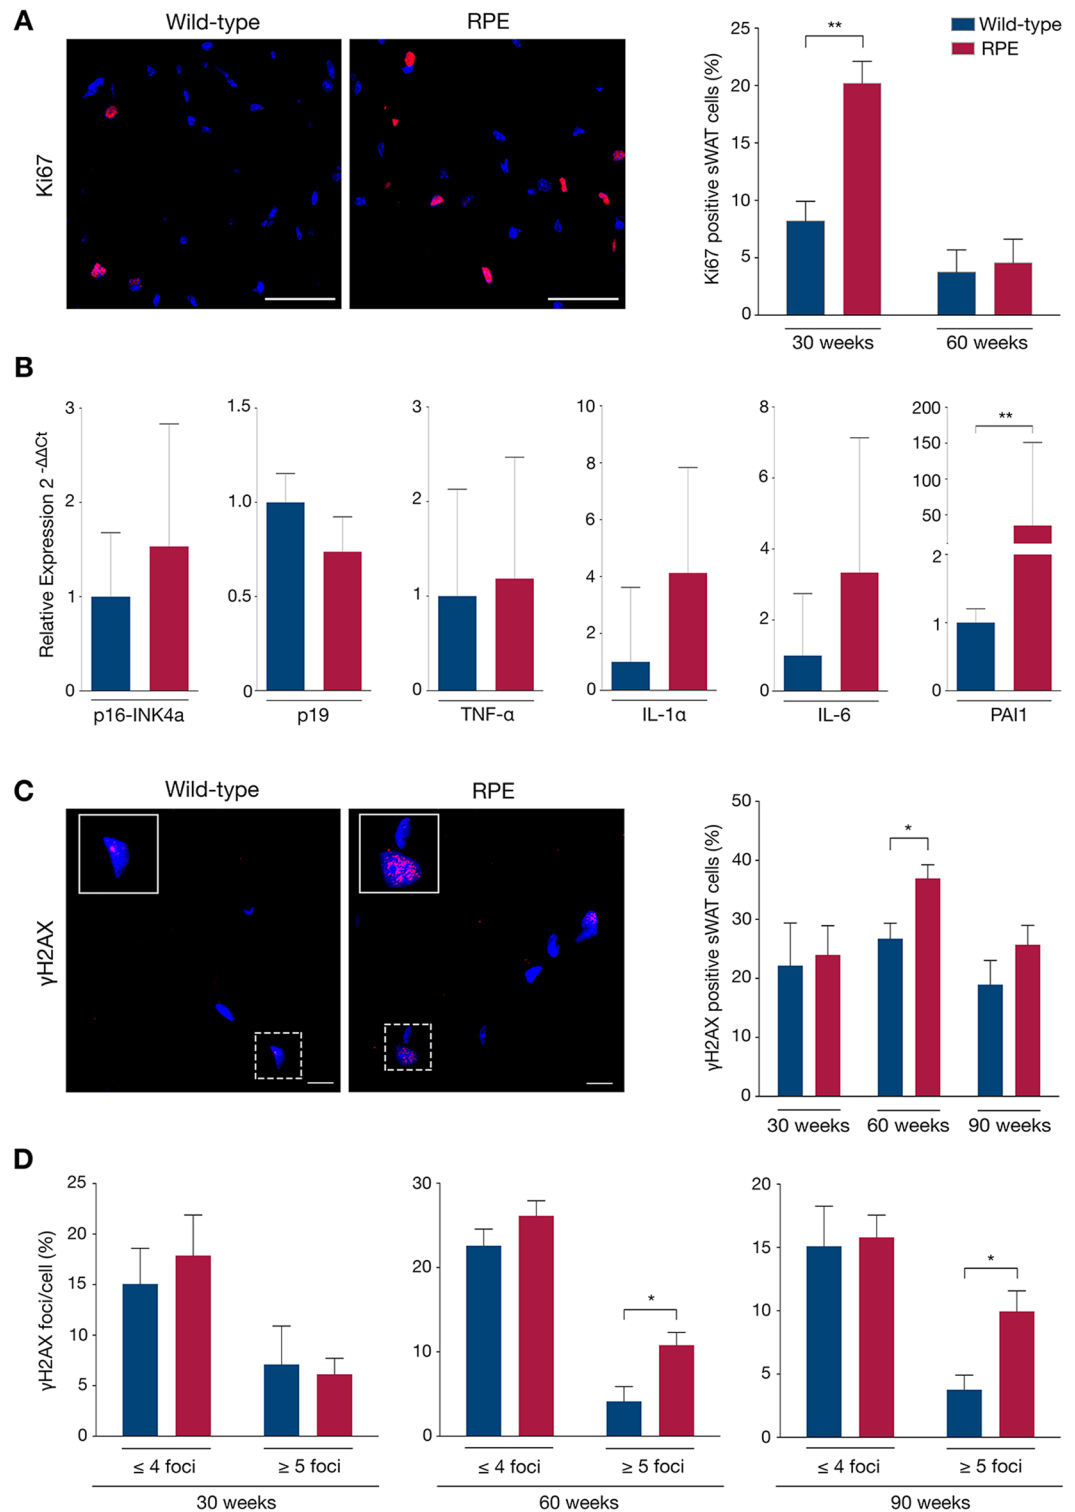 A
Wild-type
RPE
Ki67
Ki67 positive sWAT cells (%)
25
20
15
10
5
0
**
Wild-type
RPE
30 weeks
60 weeks
B
Relative Expression 2^-ΔΔCt
3
2
1
0
p16-INK4a
1.5
1.0
0.5
0
p19
3
2
1
0
TNF-α
10
8
6
4
2
0
IL-1α
8
6
4
2
0
IL-6
200
150
100
50
2
1
0
**
PAI1
C
Wild-type
RPE
γH2AX
γH2AX positive sWAT cells (%)
50
40
30
20
10
0
*
30 weeks
60 weeks
90 weeks
D
γH2AX foci/cell (%)
25
20
15
10
5
0
≤ 4 foci
≥ 5 foci
30 weeks
30
20
10
0
*
≤ 4 foci
≥ 5 foci
60 weeks
20
15
10
5
0
*
≤ 4 foci
≥ 5 foci
90 weeks